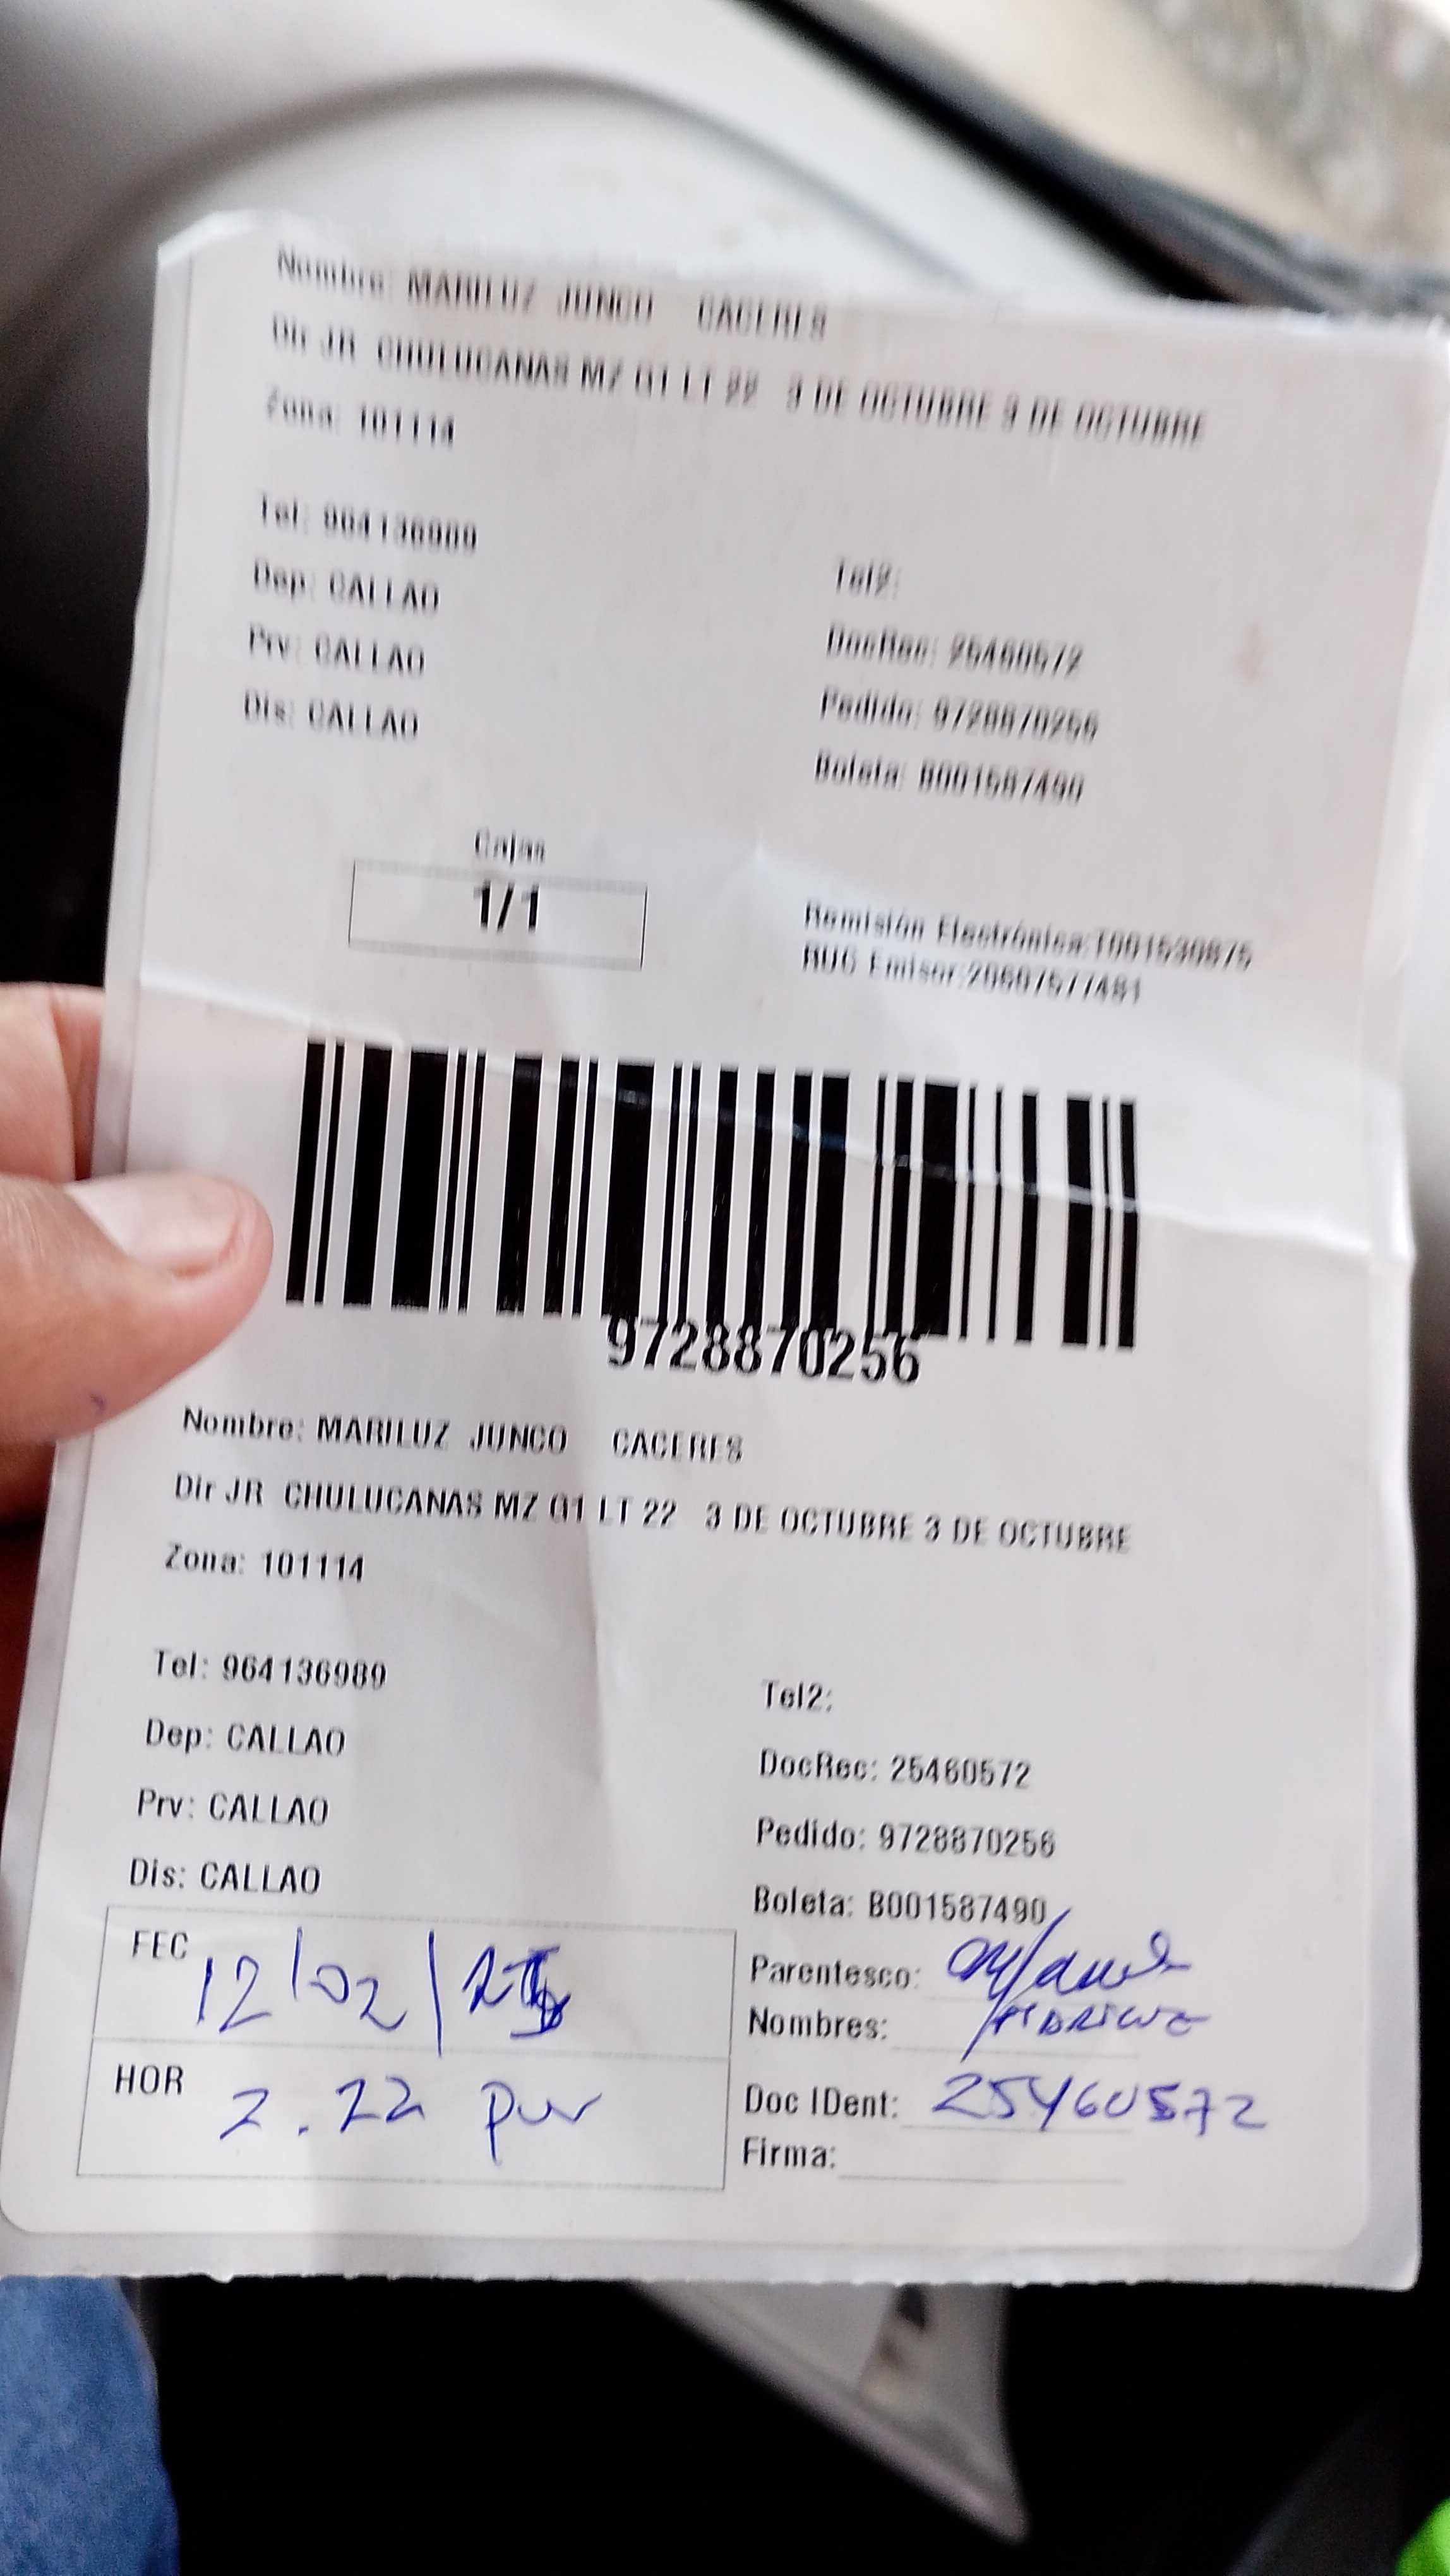 Nombre: MARILUZ JUNCO CACERES
Dir JR CHULUCANAS MZ G1 LT 22 3 DE OCTUBRE 3 DE OCTUBRE
Zona: 101114
Tel: 964136989
Tel2:
Dep: CALLAO
DocRec: 25460572
Prv: CALLAO
Pedido: 9728870256
Dis: CALLAO
Boleta: B001587490
Cajas
1/1
Remisión Electrónica:T001530875
RUC Emisor:20607577481
9728870256
Nombre: MARILUZ JUNCO CACERES
Dir JR CHULUCANAS MZ G1 LT 22 3 DE OCTUBRE 3 DE OCTUBRE
Zona: 101114
Tel: 964136989
Tel2:
Dep: CALLAO
DocRec: 25460572
Prv: CALLAO
Pedido: 9728870256
Dis: CALLAO
Boleta: B001587490
FEC 12/02/
Parentesco:
Nombres:
HOR 2.22 pm
Doc IDent: 25460572
Firma: